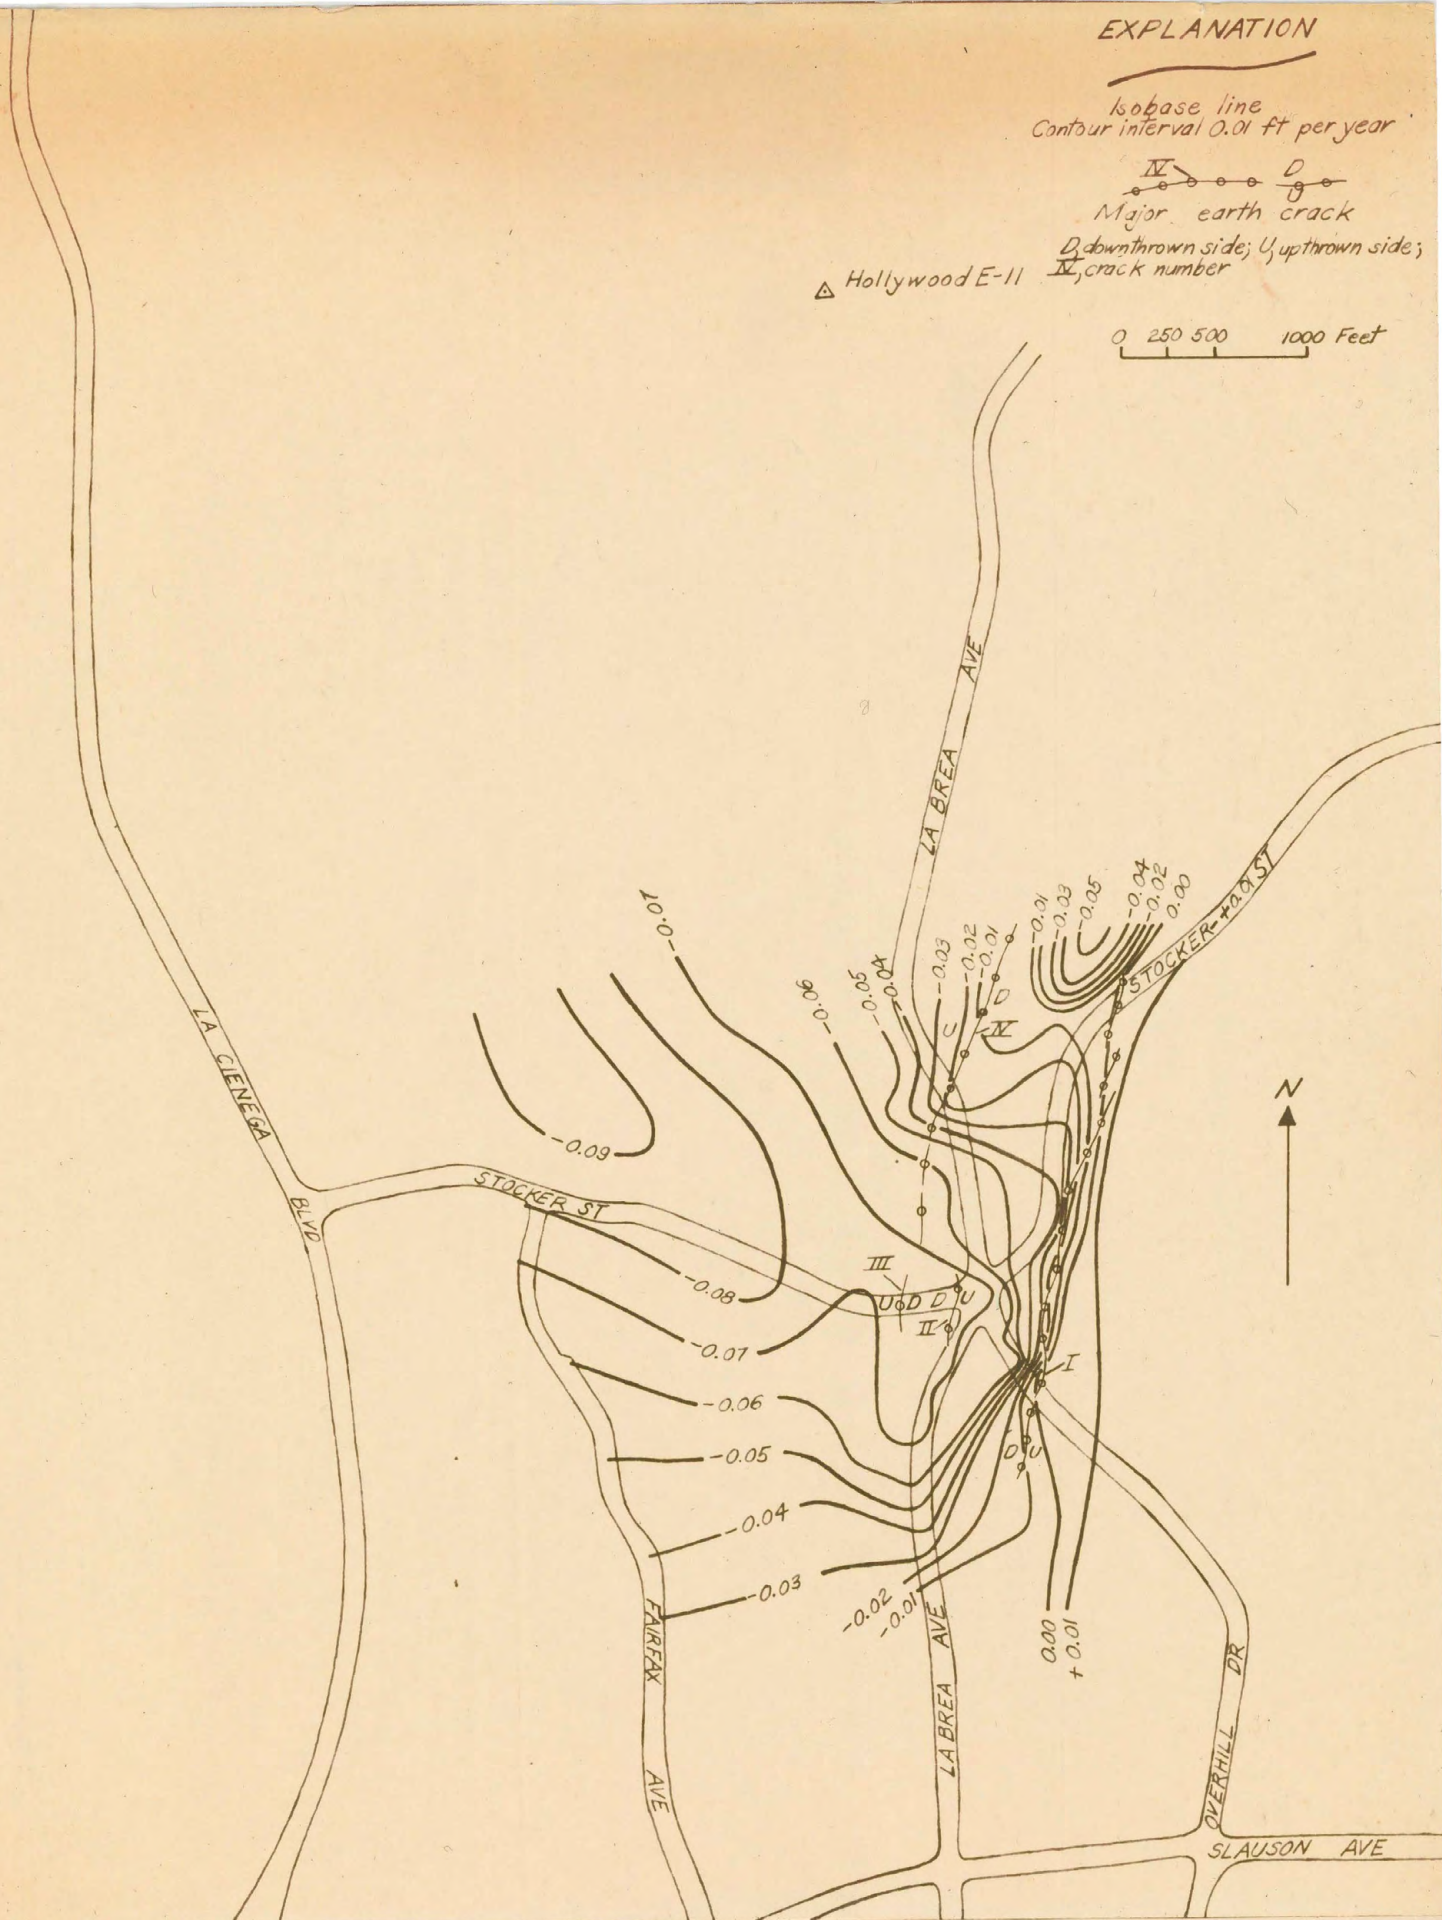 EXPLANATION
Isobase line
Contour interval 0.01 ft per year
IV D
U
Major earth crack
D, downthrown side; U, upthrown side;
IV, crack number
Hollywood E-11
0 250 500 1000 Feet
LA BREA AVE
-0.07
-0.06
-0.05
-0.04
-0.03
-0.02
-0.01
-0.01
-0.03
-0.05
-0.04
-0.02
0.00
STOCKER +0.01 ST
D
IV
LA CIENEGA BLVD
N
-0.09
STOCKER ST
III
U D D U
II
-0.08
-0.07
I
-0.06
D U
-0.05
-0.04
-0.03
-0.02
-0.01
0.00
+0.01
FAIRFAX AVE
LA BREA AVE
OVERHILL DR
SLAUSON AVE